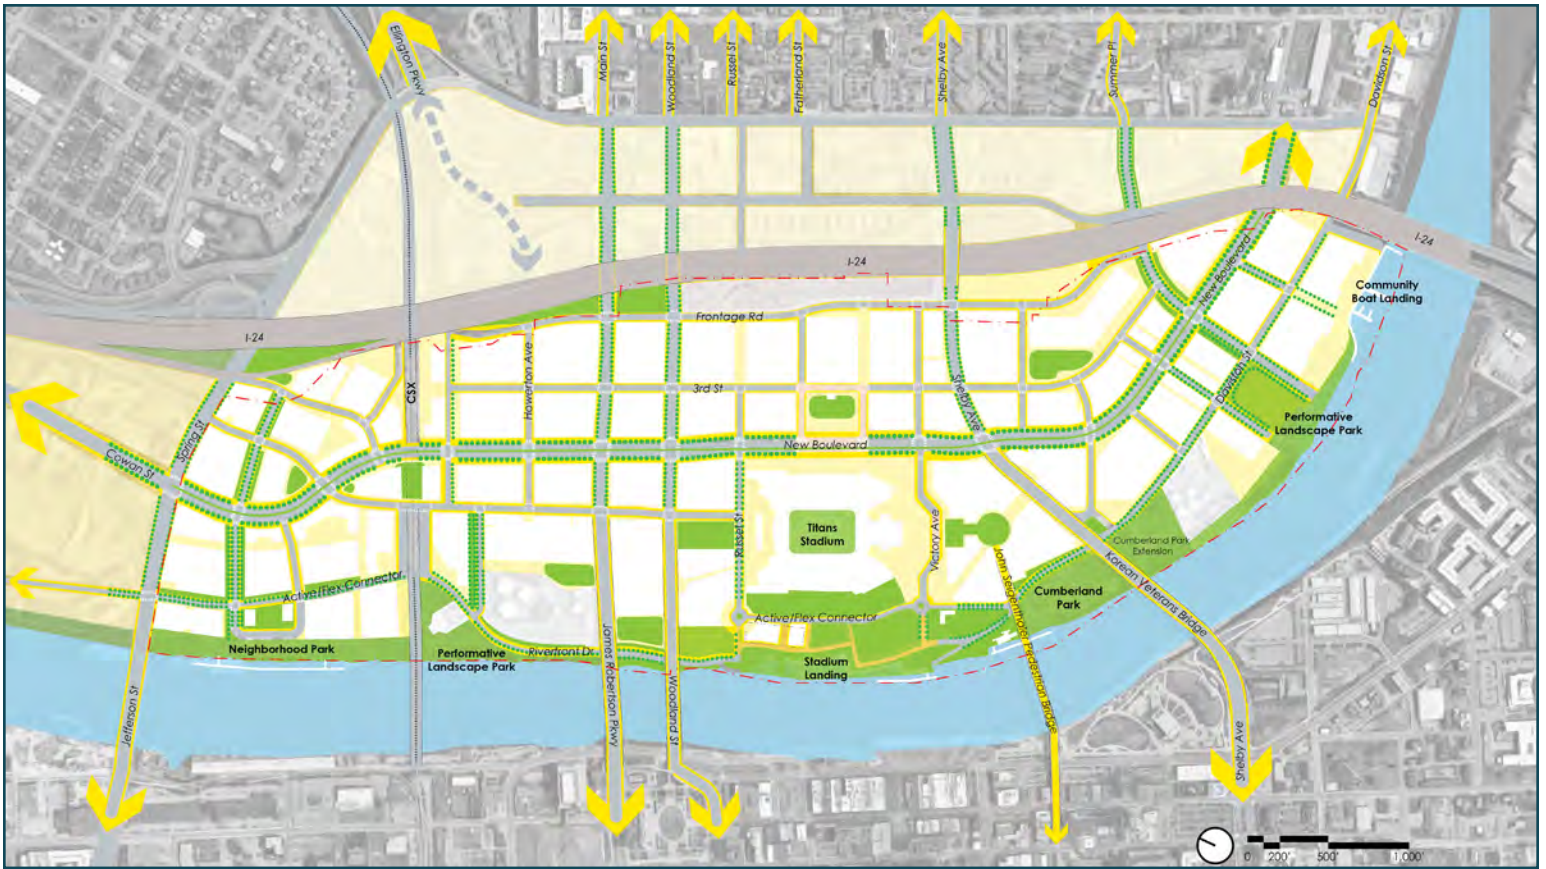 Ellington Pkwy
Main St
Woodland St
Russel St
Fatherland St
Shelby Ave
Summer Pl
Davidson St
I-24
I-24
I-24
Community
Boat Landing
New Boulevard
Frontage Rd
Howerton Ave
CSX
3rd St
Shelby Ave
Davidson St
Performative
Landscape Park
Spring St
Cowan St
New Boulevard
Titans
Stadium
Russel St
Victory Ave
Cumberland Park
Extension
Korean Veterans Bridge
Active/Flex Connector
Active/Flex Connector
Cumberland
Park
John Seigenthaler Pedestrian Bridge
Neighborhood Park
Performative
Landscape Park
Riverfront Dr.
Stadium
Landing
James Robertson Pkwy
Woodland St
Jefferson St
Shelby Ave
0 200' 500' 1,000'